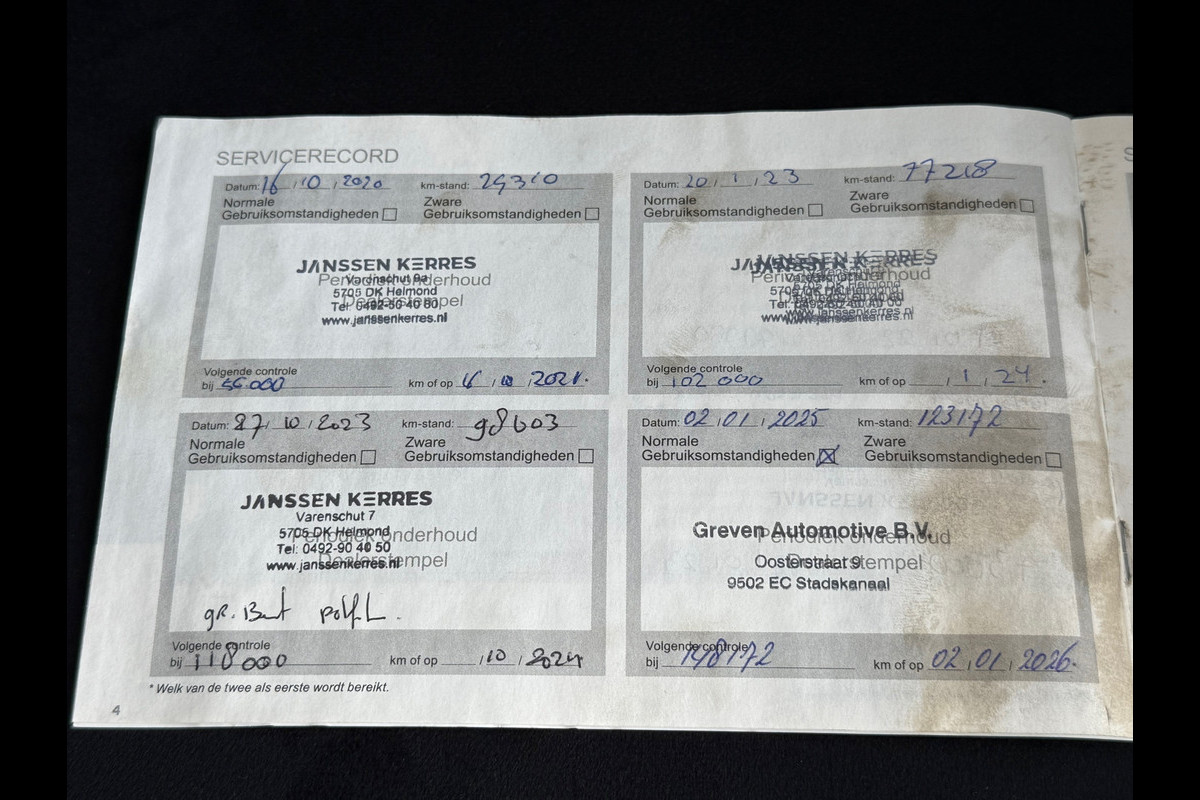 SERVICERECORD
Datum: 16 / 10 / 2020 km-stand: 29310
Normale Gebruiksomstandigheden Zware Gebruiksomstandigheden
JANSSEN KERRES
Periodiek onderhoud
Varenschut 9a
5705 DK Helmond
Dealerstempel
Tel: 0492-50 40 00
www.janssenkerres.nl
Volgende controle
bij 56.000 km of op 16 / 10 / 2021.
Datum: 20 / 1 / 23 km-stand: 77218
Normale Gebruiksomstandigheden Zware Gebruiksomstandigheden
JANSSEN KERRES
Periodiek onderhoud
5705 DK Helmond
www.janssenkerres.nl
Volgende controle
bij 102 000 km of op / 1 / 24.
Datum: 27 / 10 / 2023 km-stand: 98603
Normale Gebruiksomstandigheden Zware Gebruiksomstandigheden
JANSSEN KERRES
Varenschut 7
5705 DK Helmond
Periodiek onderhoud
Tel: 0492-90 40 50
Dealerstempel
www.janssenkerres.nl
gr.
Volgende controle
bij 118000 km of op / 10 / 2024
Datum: 02 / 01 / 2025 km-stand: 123172
Normale Gebruiksomstandigheden X Zware Gebruiksomstandigheden
Greven Automotive B.V.
Periodiek onderhoud
Oosterstraat 9
Dealerstempel
9502 EC Stadskanaal
Volgende controle
bij 148172 km of op 02 / 01 / 2026.
* Welk van de twee als eerste wordt bereikt.
4